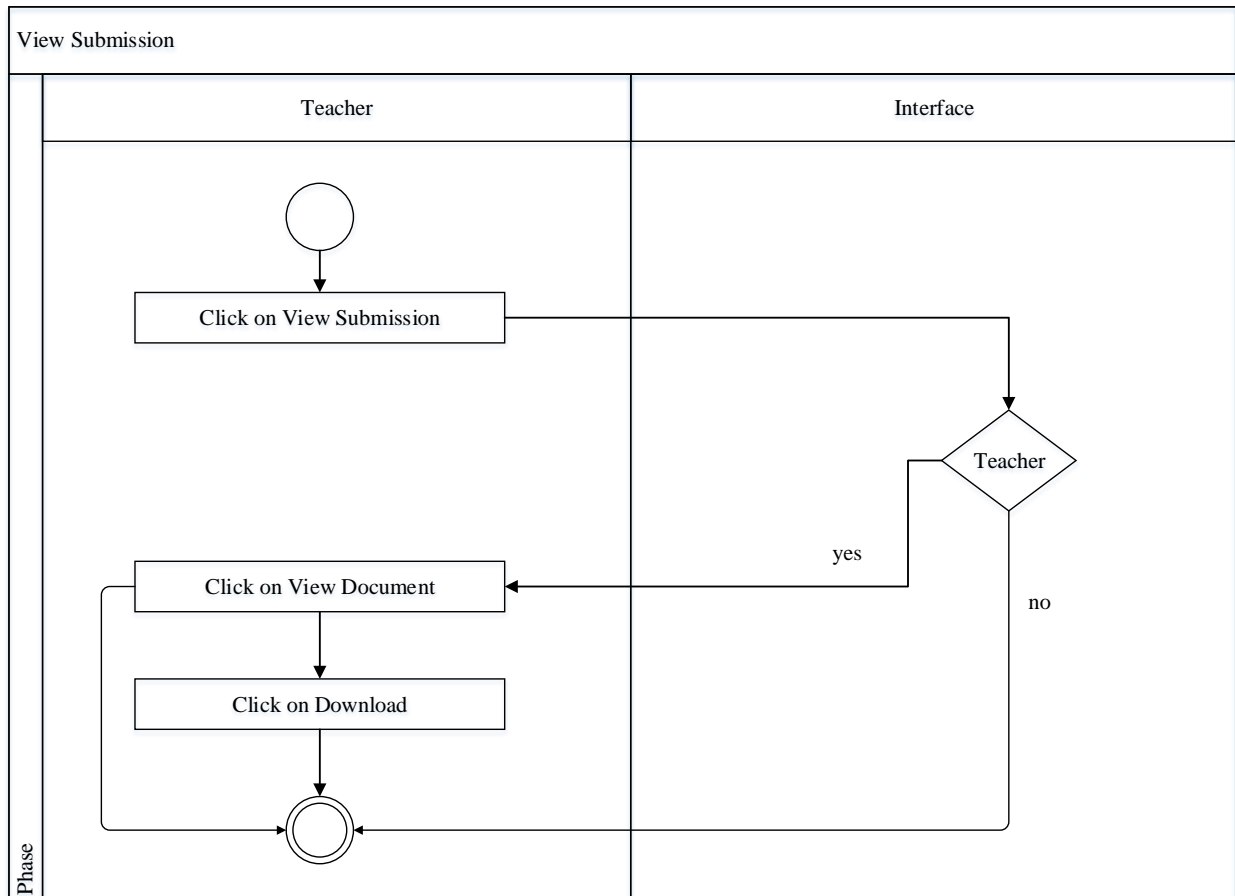 View Submission
Teacher
Interface
Click on View Submission
Teacher
yes
Click on View Document
no
Click on Download
Phase